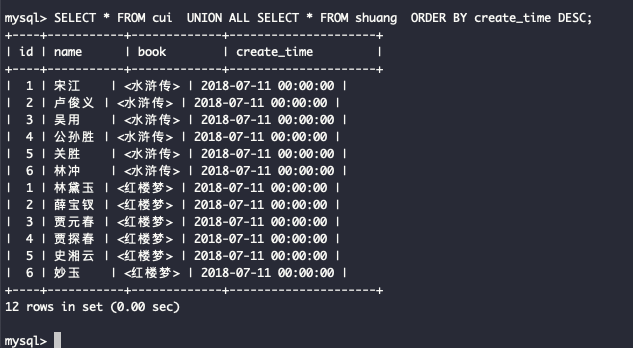 mysql> SELECT * FROM cui  UNION ALL SELECT * FROM shuang  ORDER BY create_time DESC;
+----+-----------+-------------+---------------------+
| id | name      | book        | create_time         |
+----+-----------+-------------+---------------------+
|  1 | 宋江    | <水浒传> | 2018-07-11 00:00:00 |
|  2 | 卢俊义 | <水浒传> | 2018-07-11 00:00:00 |
|  3 | 吴用    | <水浒传> | 2018-07-11 00:00:00 |
|  4 | 公孙胜 | <水浒传> | 2018-07-11 00:00:00 |
|  5 | 关胜    | <水浒传> | 2018-07-11 00:00:00 |
|  6 | 林冲    | <水浒传> | 2018-07-11 00:00:00 |
|  1 | 林黛玉 | <红楼梦> | 2018-07-11 00:00:00 |
|  2 | 薛宝钗 | <红楼梦> | 2018-07-11 00:00:00 |
|  3 | 贾元春 | <红楼梦> | 2018-07-11 00:00:00 |
|  4 | 贾探春 | <红楼梦> | 2018-07-11 00:00:00 |
|  5 | 史湘云 | <红楼梦> | 2018-07-11 00:00:00 |
|  6 | 妙玉    | <红楼梦> | 2018-07-11 00:00:00 |
+----+-----------+-------------+---------------------+
12 rows in set (0.00 sec)
mysql>